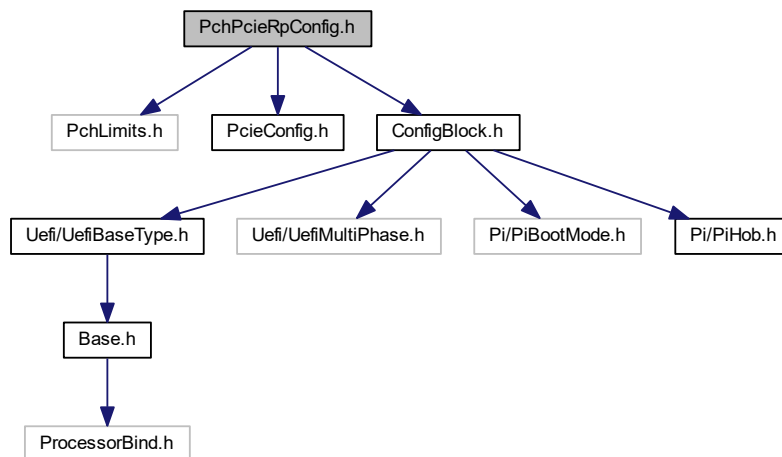 PchPcieRpConfig.h
PchLimits.h
PcieConfig.h
ConfigBlock.h
Uefi/UefiBaseType.h
Uefi/UefiMultiPhase.h
Pi/PiBootMode.h
Pi/PiHob.h
Base.h
ProcessorBind.h